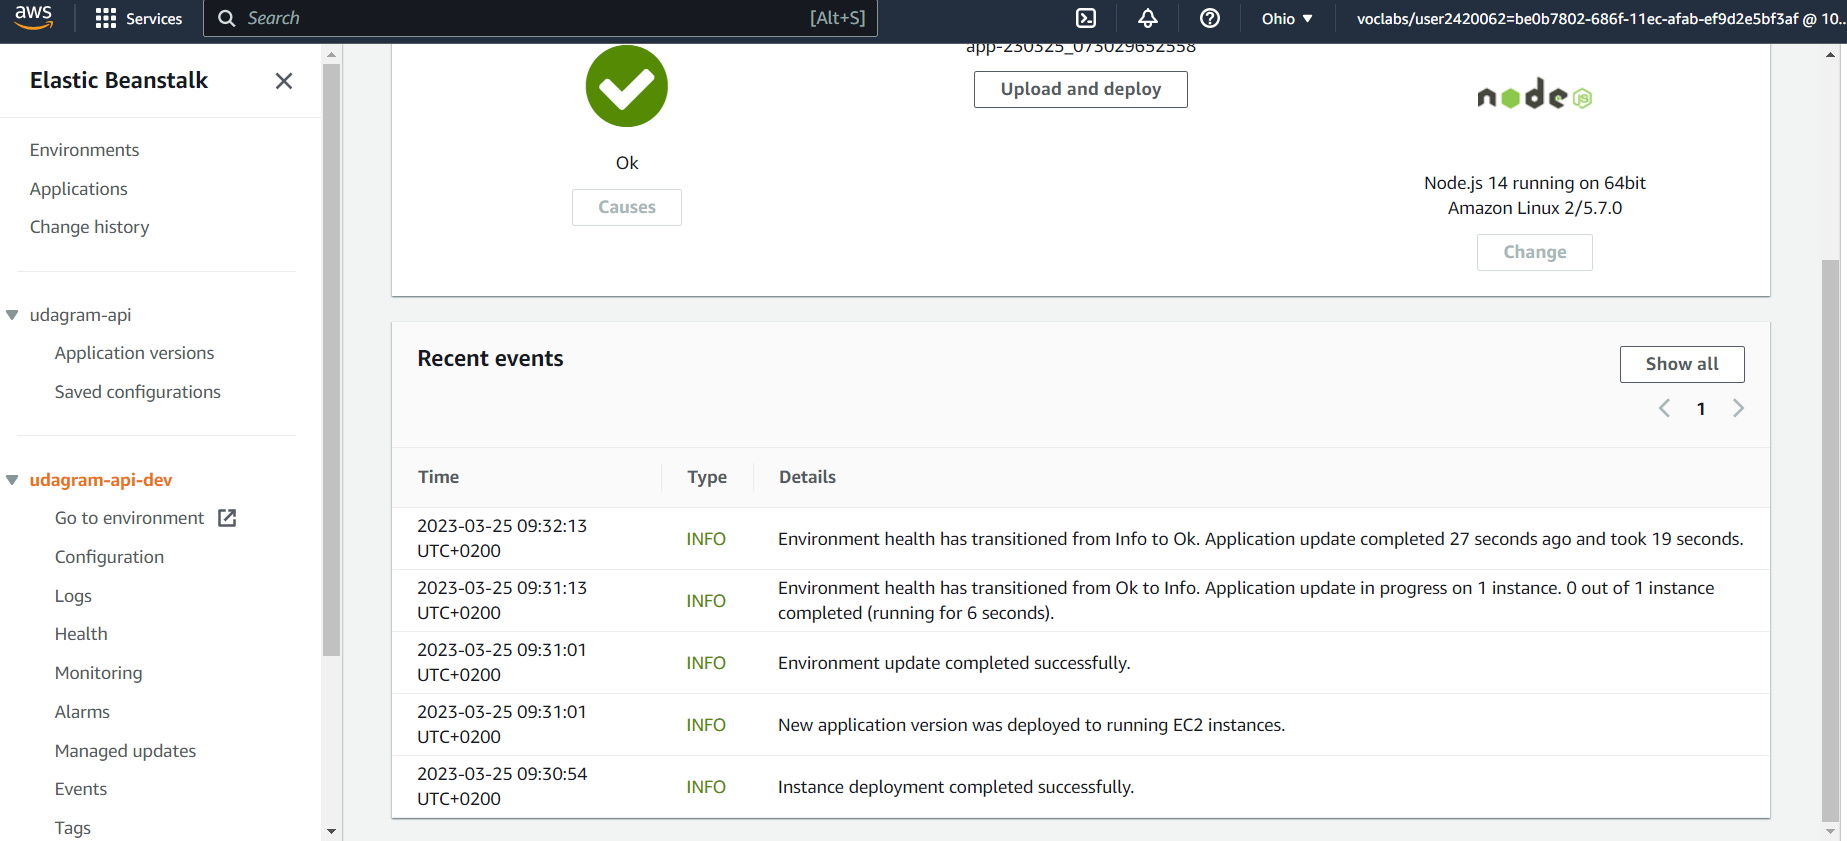 aws
Services
Search
[Alt+S]
Ohio
voclabs/user2420062=be0b7802-686f-11ec-afab-ef9d2e5bf3af @ 10...
Elastic Beanstalk
Environments
Applications
Change history
udagram-api
Application versions
Saved configurations
udagram-api-dev
Go to environment
Configuration
Logs
Health
Monitoring
Alarms
Managed updates
Events
Tags
Ok
Causes
app-230325_073029652558
Upload and deploy
node
JS
Node.js 14 running on 64bit
Amazon Linux 2/5.7.0
Change
Recent events
Show all
1
Time Type Details
2023-03-25 09:32:13
UTC+0200
INFO
Environment health has transitioned from Info to Ok. Application update completed 27 seconds ago and took 19 seconds.
2023-03-25 09:31:13
UTC+0200
INFO
Environment health has transitioned from Ok to Info. Application update in progress on 1 instance. 0 out of 1 instance
completed (running for 6 seconds).
2023-03-25 09:31:01
UTC+0200
INFO
Environment update completed successfully.
2023-03-25 09:31:01
UTC+0200
INFO
New application version was deployed to running EC2 instances.
2023-03-25 09:30:54
UTC+0200
INFO
Instance deployment completed successfully.